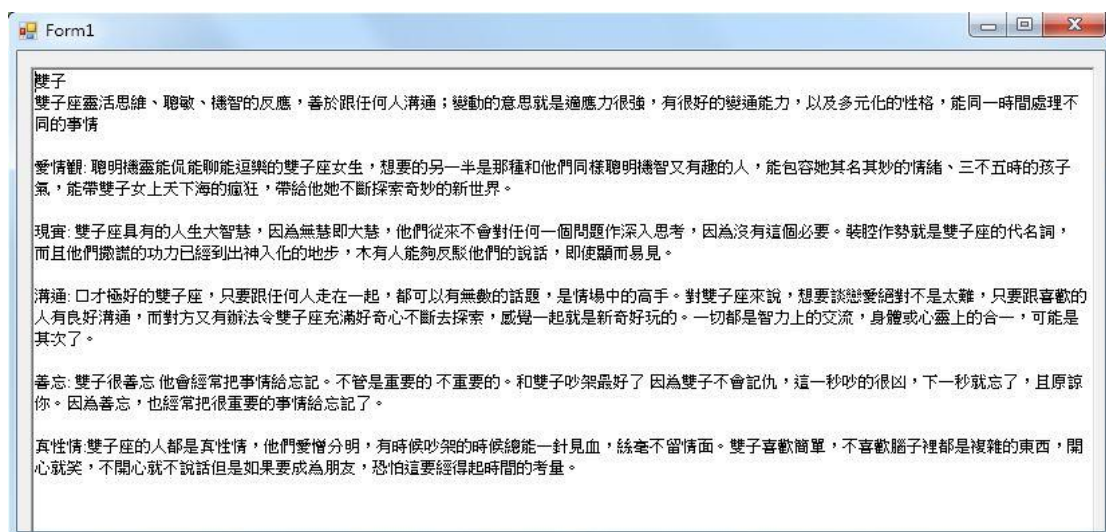 Form1
雙子
雙子座靈活思維、聰敏、機智的反應，善於跟任何人溝通；變動的意思就是適應力很強，有很好的變通能力，以及多元化的性格，能同一時間處理不
同的事情
愛情觀: 聰明機靈能侃能聊能逗樂的雙子座女生，想要的另一半是那種和他們同樣聰明機智又有趣的人，能包容她莫名其妙的情緒、三不五時的孩子
氣，能帶雙子女上天下海的瘋狂，帶給他她不斷探索奇妙的新世界。
現實: 雙子座具有的人生大智慧，因為無慧即大慧，他們從來不會對任何一個問題作深入思考，因為沒有這個必要。裝腔作勢就是雙子座的代名詞，
而且他們撒謊的功力已經到出神入化的地步，木有人能夠反駁他們的說話，即使顯而易見。
溝通: 口才極好的雙子座，只要跟任何人走在一起，都可以有無數的話題，是情場中的高手。對雙子座來說，想要談戀愛絕對不是太難，只要跟喜歡的
人有良好溝通，而對方又有辦法令雙子座充滿好奇心不斷去探索，感覺一起就是新奇好玩的。一切都是智力上的交流，身體或心靈上的合一，可能是
其次了。
善忘: 雙子很善忘 他會經常把事情給忘記。不管是重要的 不重要的。和雙子吵架最好了 因為雙子不會記仇，這一秒吵的很凶，下一秒就忘了，且原諒
你。因為善忘，也經常把很重要的事情給忘記了。
真性情:雙子座的人都是真性情，他們愛憎分明，有時候吵架的時候總能一針見血，絲毫不留情面。雙子喜歡簡單，不喜歡腦子裡都是複雜的東西，開
心就笑，不開心就不說話但是如果要成為朋友，恐怕這要經得起時間的考量。